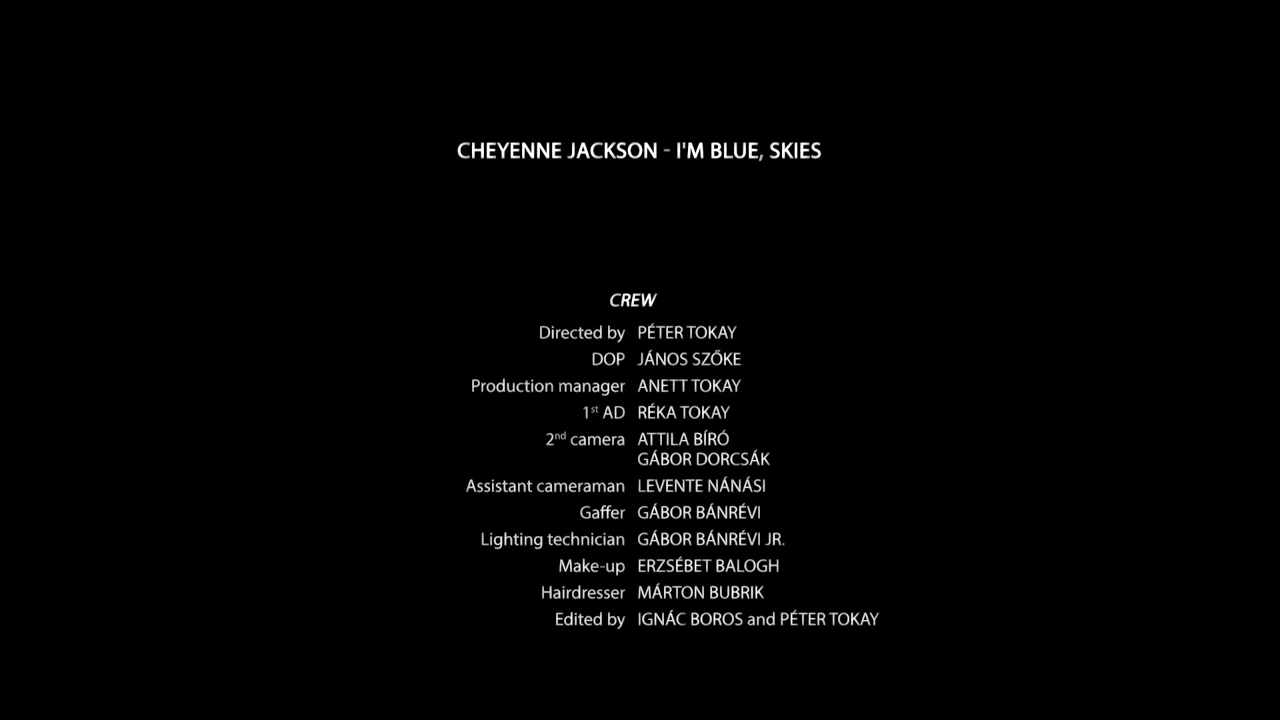 CHEYENNE JACKSON - I'M BLUE, SKIES
CREW
Directed by PÉTER TOKAY
DOP JÁNOS SZŐKE
Production manager ANETT TOKAY
1st AD RÉKA TOKAY
2nd camera ATTILA BÍRÓ
GÁBOR DORCSÁK
Assistant cameraman LEVENTE NÁNÁSI
Gaffer GÁBOR BÁNRÉVI
Lighting technician GÁBOR BÁNRÉVI JR.
Make-up ERZSÉBET BALOGH
Hairdresser MÁRTON BUBRIK
Edited by IGNÁC BOROS and PÉTER TOKAY